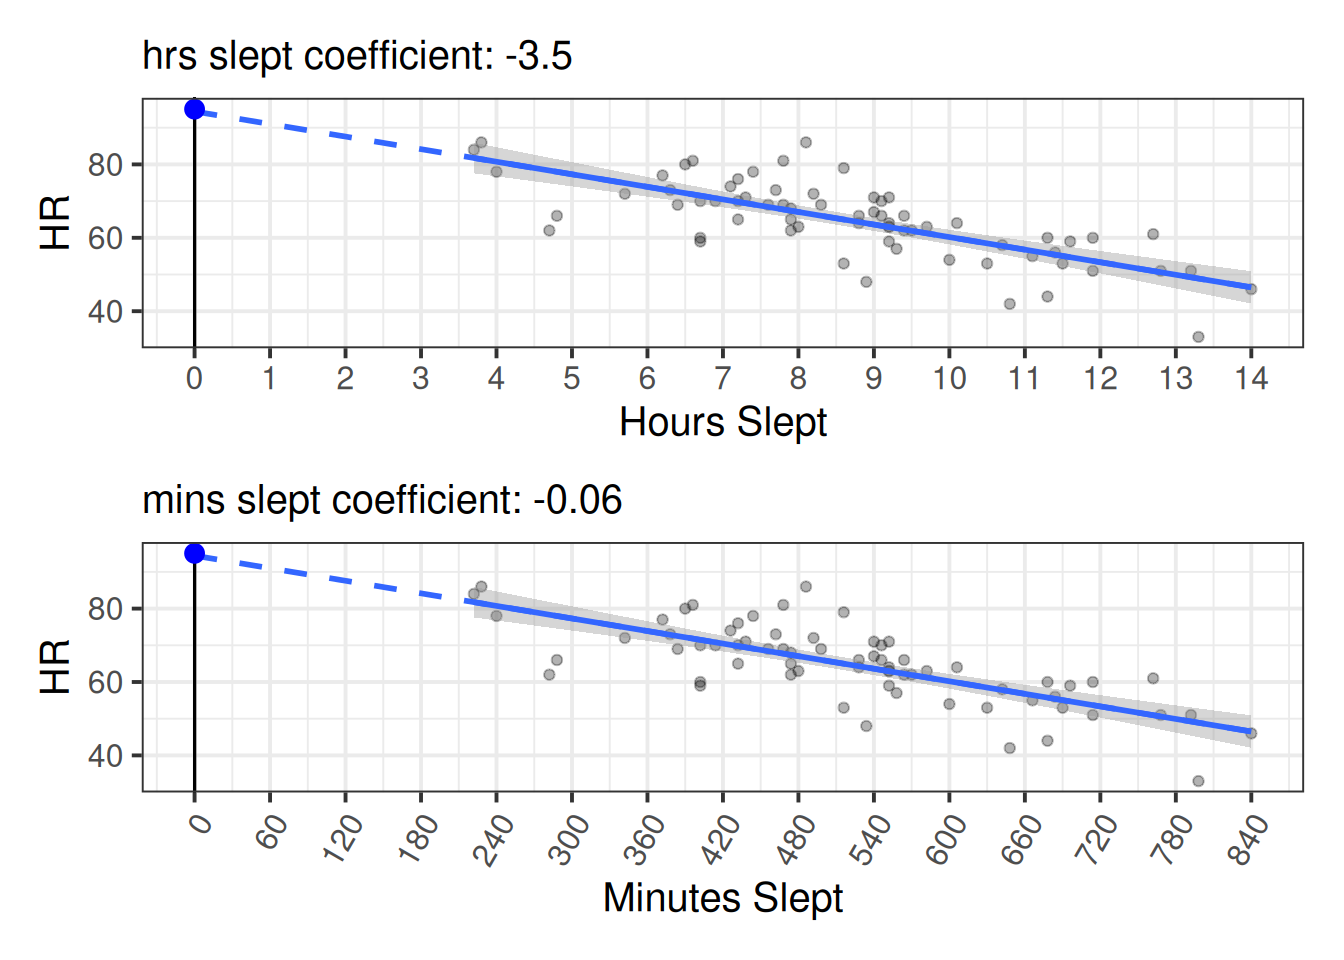 hrs slept coefficient: -3.5
80
60
40
HR
0 1 2 3 4 5 6 7 8 9 10 11 12 13 14
Hours Slept
mins slept coefficient: -0.06
80
60
40
HR
0 60 120 180 240 300 360 420 480 540 600 660 720 780 840
Minutes Slept